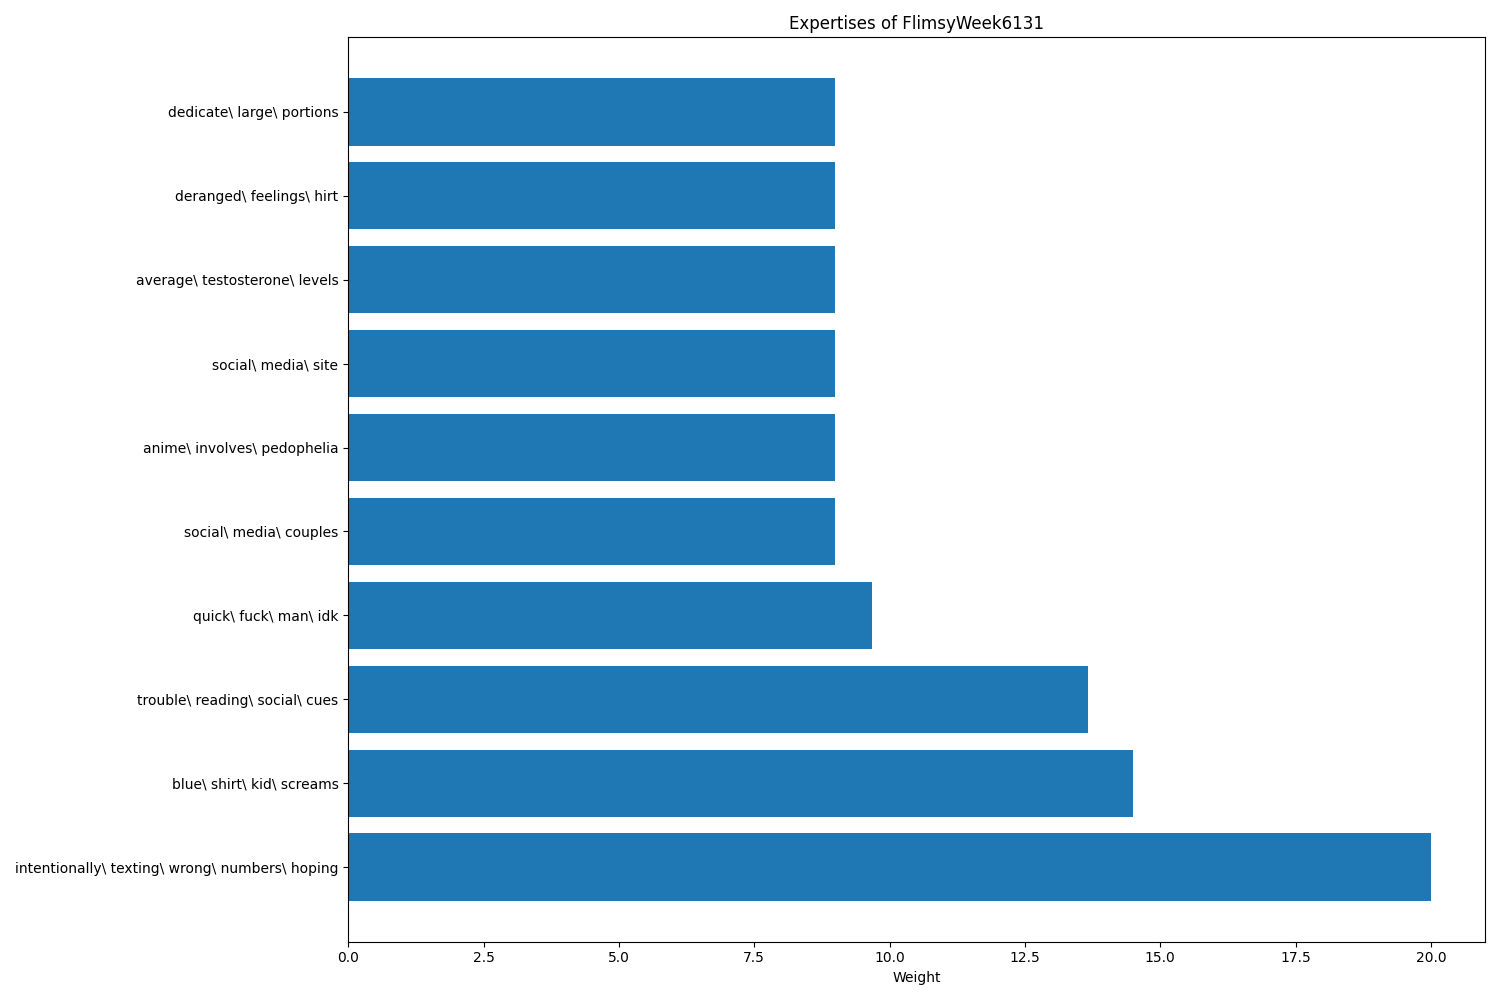 Expertises of FlimsyWeek6131
dedicate\ large\ portions
deranged\ feelings\ hirt
average\ testosterone\ levels
social\ media\ site
anime\ involves\ pedophelia
social\ media\ couples
quick\ fuck\ man\ idk
trouble\ reading\ social\ cues
blue\ shirt\ kid\ screams
intentionally\ texting\ wrong\ numbers\ hoping
0.0 2.5 5.0 7.5 10.0 12.5 15.0 17.5 20.0
Weight